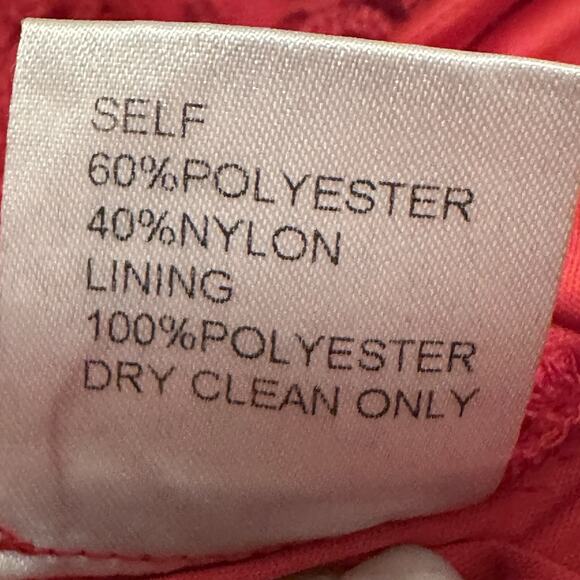 SELF
60%POLYESTER
40%NYLON
LINING
100%POLYESTER
DRY CLEAN ONLY